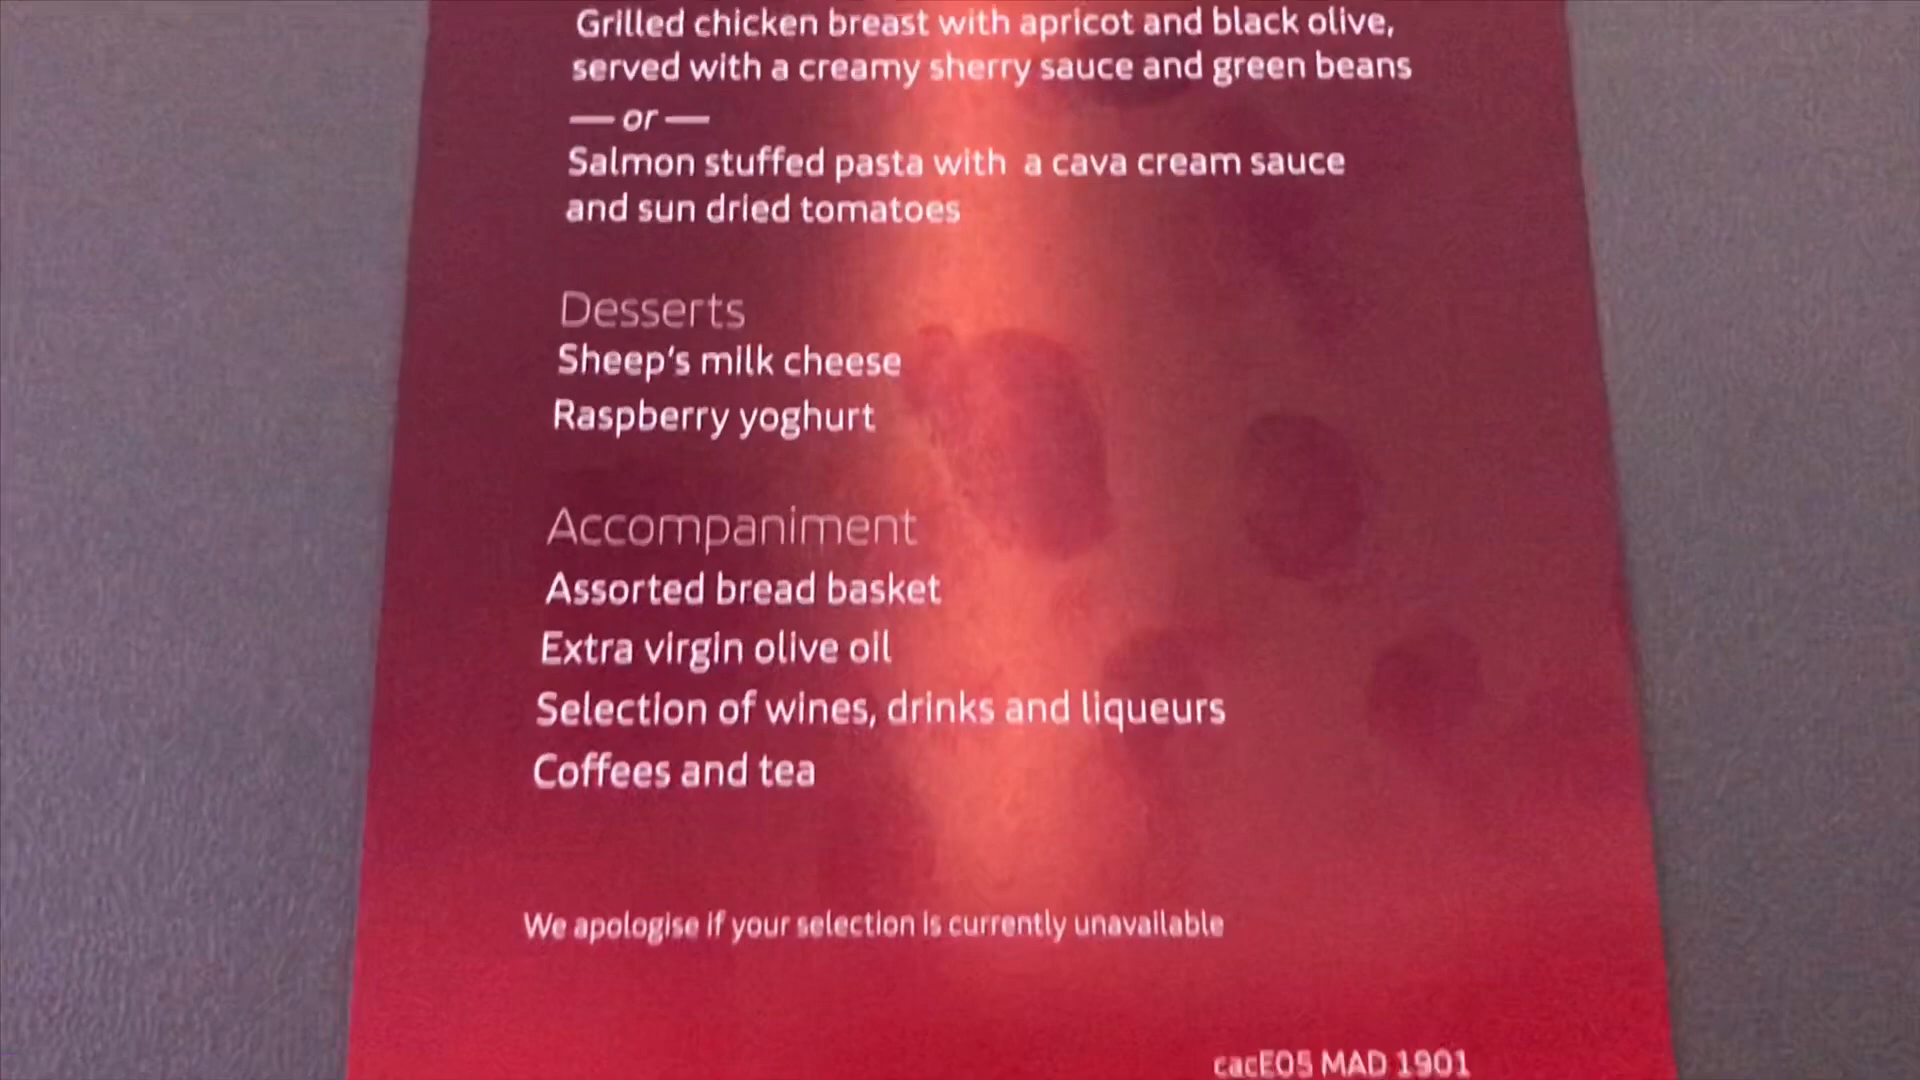 Grilled chicken breast with apricot and black olive,
served with a creamy sherry sauce and green beans
— or —
Salmon stuffed pasta with a cava cream sauce
and sun dried tomatoes
Desserts
Sheep's milk cheese
Raspberry yoghurt
Accompaniment
Assorted bread basket
Extra virgin olive oil
Selection of wines, drinks and liqueurs
Coffees and tea
We apologise if your selection is currently unavailable
cacE05 MAD 1901